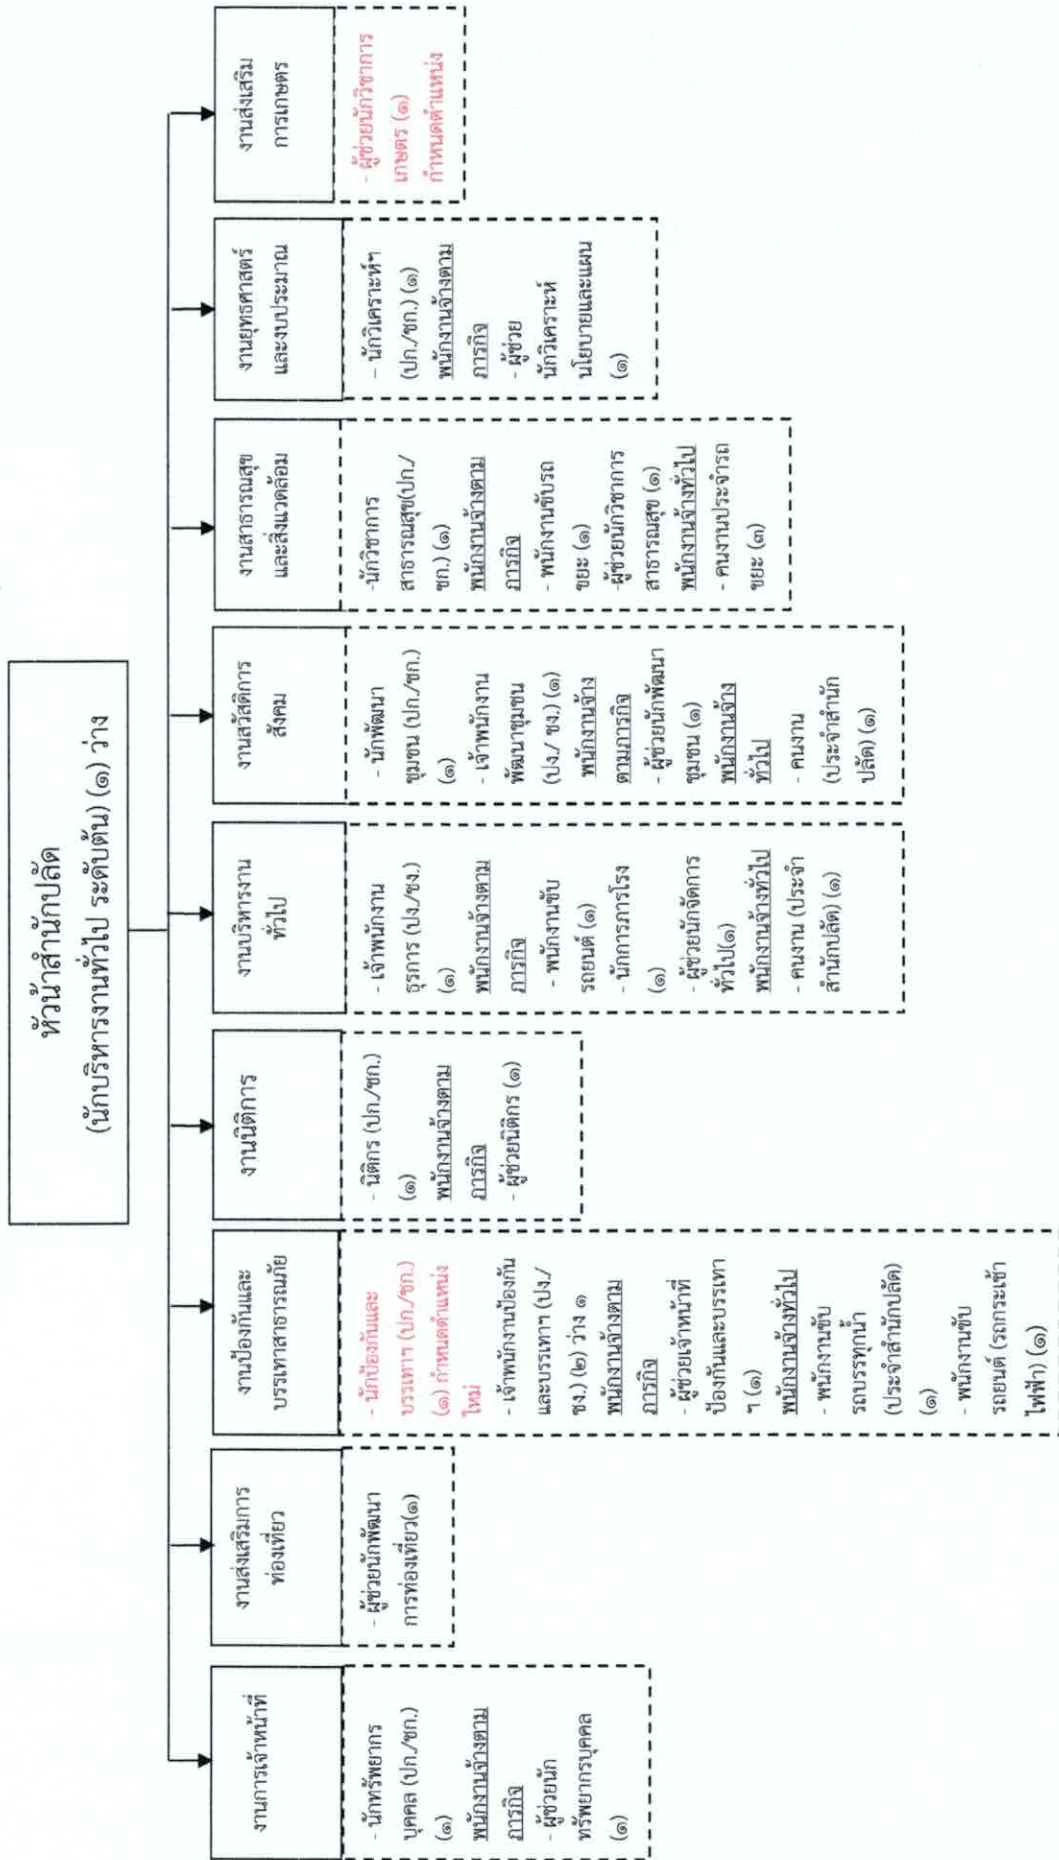 หัวน้าสำนักปลัด
(นักบริหารงานทั่วไป ระดับต้น) (๑) ว่าง
งานการเจ้าหน้าที่
- นักทรัพยากร
บุคคล (ปก./ชก.)
(๑)
พนักงานจ้างตาม
ภารกิจ
- ผู้ช่วยนัก
ทรัพยากรบุคคล
(๑)
งานส่งเสริมการ
ท่องเที่ยว
- ผู้ช่วยนักพัฒนา
การท่องเที่ยว(๑)
งานป้องกันและ
บรรเทาสาธารณภัย
- นักป้องกันและ
บรรเทาฯ (ปก./ชก.)
(๑) กำหนดตำแหน่ง
ใหม่
- เจ้าพนักงานป้องกัน
และบรรเทาฯ (ปง./
ชง.) (๒) ว่าง ๑
พนักงานจ้างตาม
ภารกิจ
- ผู้ช่วยเจ้าหน้าที่
ป้องกันและบรรเทา
ฯ (๑)
พนักงานจ้างทั่วไป
- พนักงานขับ
รถบรรทุกน้ำ
(ประจำสำนักปลัด)
(๑)
- พนักงานขับ
รถยนต์ (รถกระเช้า
ไฟฟ้า) (๑)
งานนิติการ
- นิติกร (ปก./ชก.)
(๑)
พนักงานจ้างตาม
ภารกิจ
- ผู้ช่วยนิติกร (๑)
งานบริหารงาน
ทั่วไป
- เจ้าพนักงาน
ธุรการ (ปง./ชง.)
(๑)
พนักงานจ้างตาม
ภารกิจ
- พนักงานขับ
รถยนต์ (๑)
- นักการภารโรง
(๑)
- ผู้ช่วยนักจัดการ
ทั่วไป(๑)
พนักงานจ้างทั่วไป
- คนงาน (ประจำ
สำนักปลัด) (๑)
งานสวัสดิการ
สังคม
- นักพัฒนา
ชุมชน (ปก./ชก.)
(๑)
- เจ้าพนักงาน
พัฒนาชุมชน
(ปง./ ชง.) (๑)
พนักงานจ้าง
ตามภารกิจ
- ผู้ช่วยนักพัฒนา
ชุมชน (๑)
พนักงานจ้าง
ทั่วไป
- คนงาน
(ประจำสำนัก
ปลัด) (๑)
งานสาธารณสุข
และสิ่งแวดล้อม
-นักวิชาการ
สาธารณสุข(ปก./
ชก.) (๑)
พนักงานจ้างตาม
ภารกิจ
- พนักงานขับรถ
ขยะ (๑)
-ผู้ช่วยนักวิชาการ
สาธารณสุข (๑)
พนักงานจ้างทั่วไป
- คนงานประจำรถ
ขยะ (๓)
งานยุทธศาสตร์
และงบประมาณ
– นักวิเคราะห์ฯ
(ปก./ชก.) (๑)
พนักงานจ้างตาม
ภารกิจ
- ผู้ช่วย
นักวิเคราะห์
นโยบายและแผน
(๑)
งานส่งเสริม
การเกษตร
- ผู้ช่วยนักวิชาการ
เกษตร (๑)
กำหนดตำแหน่ง